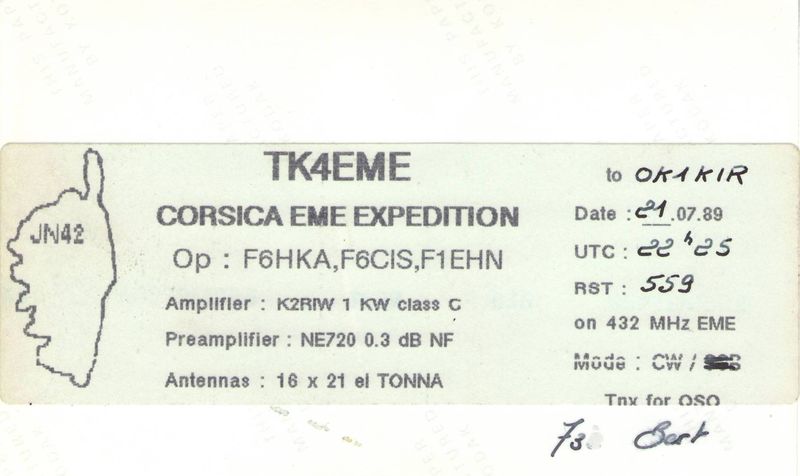 TK4EME
CORSICA EME EXPEDITION
JN42
Op : F6HKA,F6CIS,F1EHN
Amplifier : K2RIW 1 KW class C
Preamplifier : NE720 0.3 dB NF
Antennas : 16 x 21 el TONNA
to OK1KIR
Date : 21.07.89
UTC : 22h25
RST : 559
on 432 MHz EME
Mode : CW /
Tnx for QSO
73 Bert